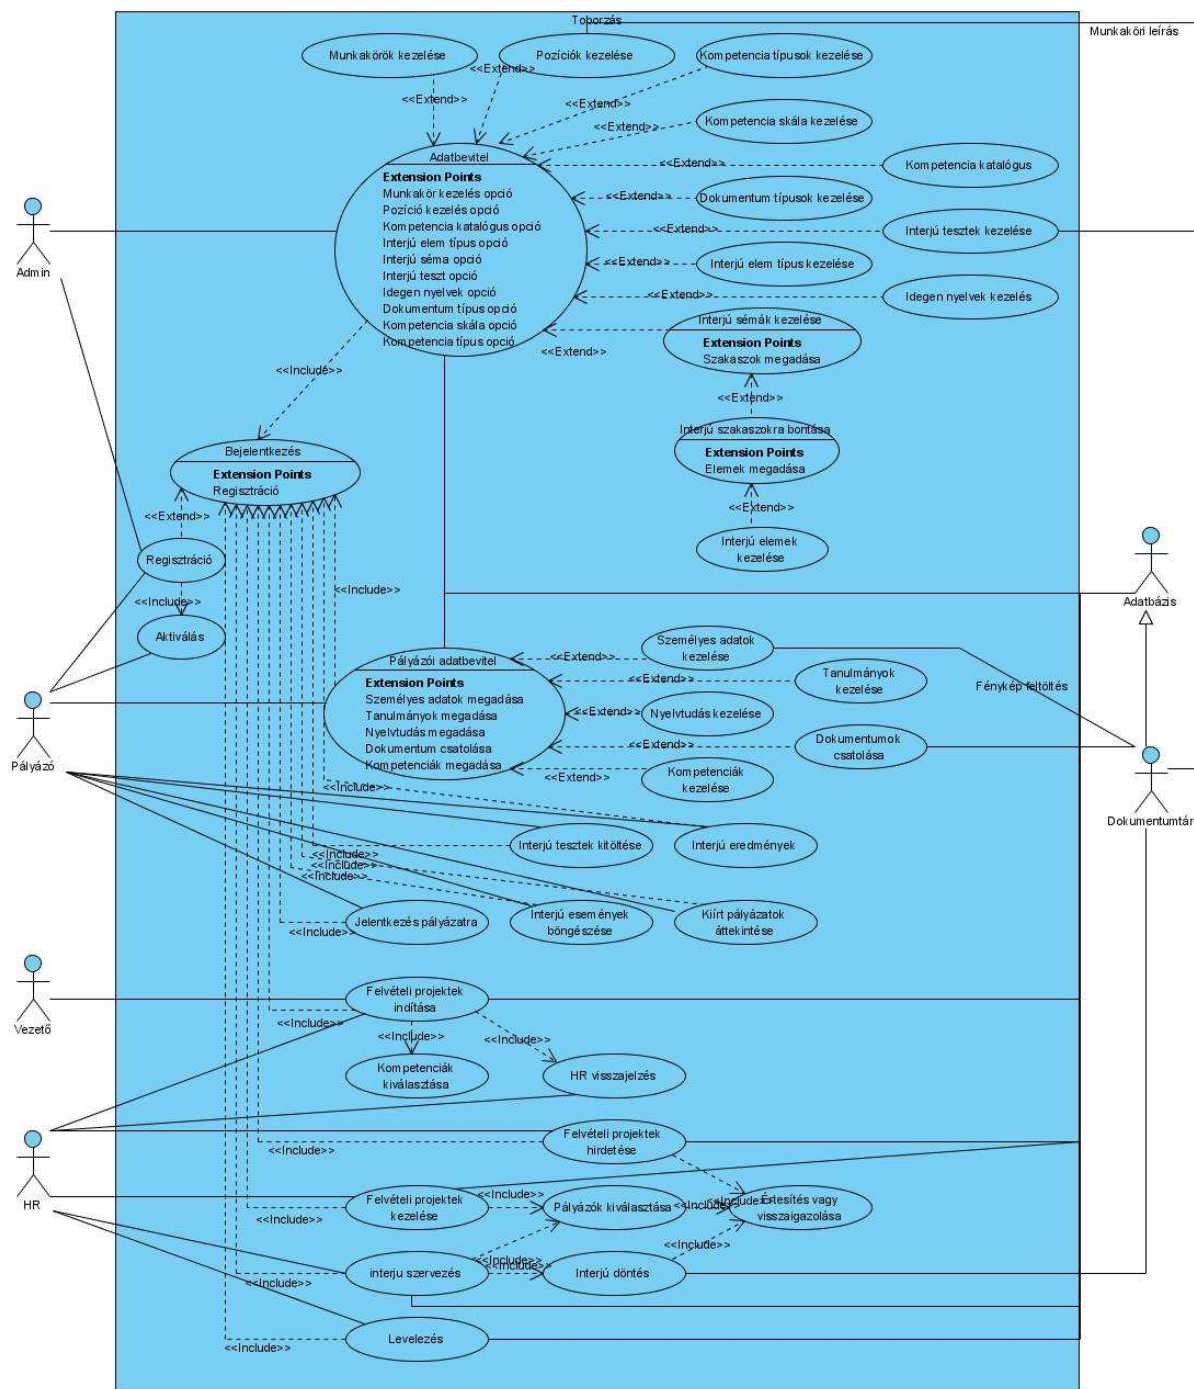 Toborzás
Munkaköri leírás
Munkakörök kezelése
Pozíciók kezelése
Kompetencia típusok kezelése
<<Extend>>
<<Extend>>
<<Extend>>
Kompetencia skála kezelése
<<Extend>>
Adatbevitel
Extension Points
Munkakör kezelés opció
Pozíció kezelés opció
Kompetencia katalógus opció
Interjú elem típus opció
Interjú séma opció
Interjú teszt opció
Idegen nyelvek opció
Dokumentum típus opció
Kompetencia skála opció
Kompetencia típus opció
<<Extend>>
Kompetencia katalógus
<<Extend>>
Dokumentum típusok kezelése
<<Extend>>
Interjú tesztek kezelése
<<Extend>>
Interjú elem típus kezelése
<<Extend>>
Idegen nyelvek kezelés
<<Extend>>
Interjú sémák kezelése
Extension Points
Szakaszok megadása
<<Extend>>
Interjú szakaszokra bontása
Extension Points
Elemek megadása
<<Extend>>
Interjú elemek
kezelése
Admin
<<Include>>
Bejelentkezés
Extension Points
Regisztráció
<<Extend>>
Regisztráció
<<Include>>
Aktiválás
<<Include>>
Adatbázis
Pályázói adatbevitel
Extension Points
Személyes adatok megadása
Tanulmányok megadása
Nyelvtudás megadása
Dokumentum csatolása
Kompetenciák megadása
<<Extend>>
Személyes adatok
kezelése
<<Extend>>
Tanulmányok
kezelése
Fénykép feltöltés
<<Extend>>
Nyelvtudás kezelése
<<Extend>>
Dokumentumok
csatolása
<<Extend>>
Kompetenciák
kezelése
Pályázó
Dokumentumtár
<<Include>>
Interjú tesztek kitöltése
Interjú eredmények
<<Include>>
<<Include>>
<<Include>>
Jelentkezés pályázatra
<<Include>>
Interjú események
böngészése
Kiírt pályázatok
áttekintése
Vezető
Felvételi projektek
indítása
<<Include>>
<<Include>>
<<Include>>
Kompetenciák
kiválasztása
HR visszajelzés
HR
Felvételi projektek
hirdetése
<<Include>>
Felvételi projektek
kezelése
<<Include>>
<<Include>>
Pályázók kiválasztása
<<Include>>
<<Include>>
Értesítés vagy
visszaigazolása
interju szervezés
<<Include>>
<<Include>>
<<Include>>
Interjú döntés
<<Include>>
Levelezés
<<Include>>